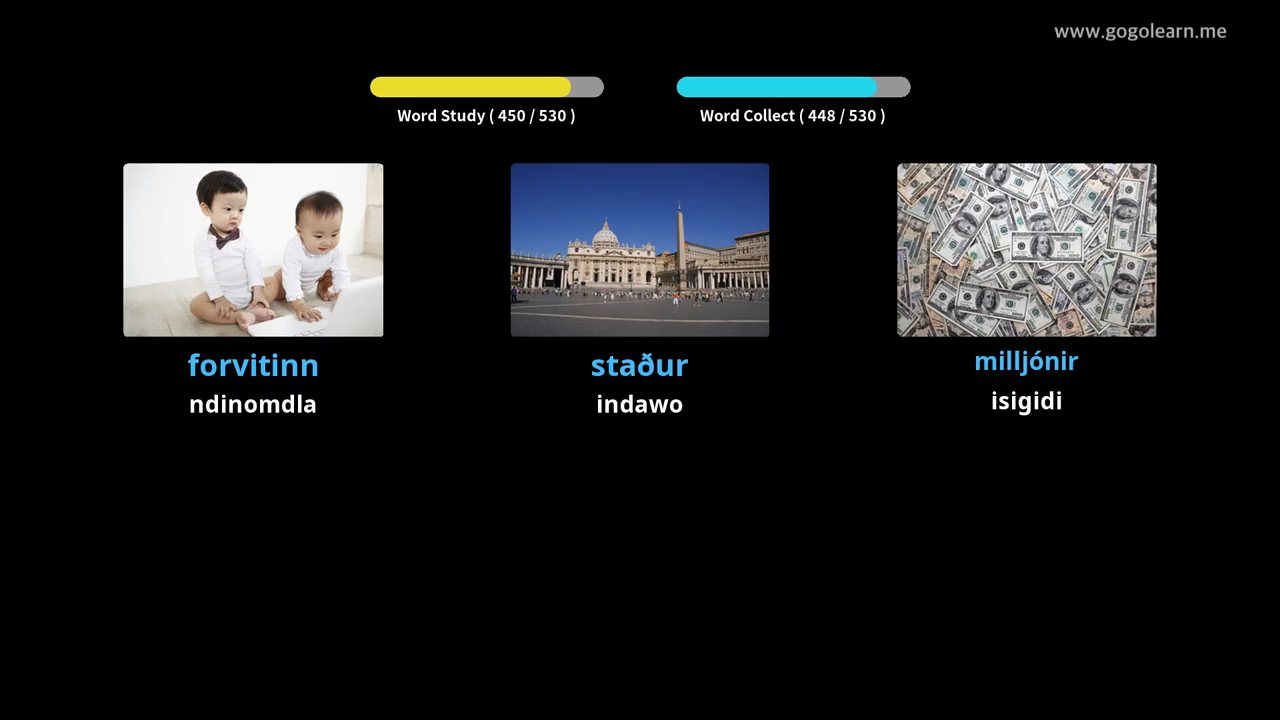 www.gogolearn.me
Word Study ( 450 / 530 )
Word Collect ( 448 / 530 )
forvitinn
ndinomdla
staður
indawo
milljónir
isigidi